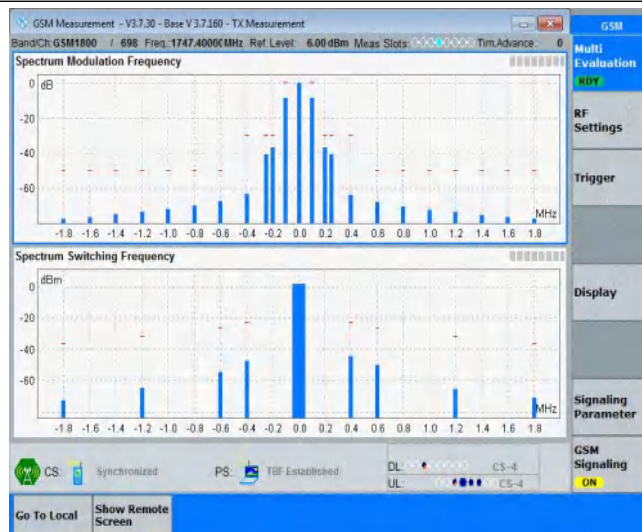 GSM Measurement - V3.7.30 - Base V 3.7.160 - TX Measurement
GSM
Band/Ch: GSM1800 / 698 Freq.: 1747.4000 MHz Ref. Level: 6.00 dBm Meas Slots: Tim.Advance: 0
Multi
Evaluation
RDY
Spectrum Modulation Frequency
dB
0
-20
-40
-60
MHz
-1.8 -1.6 -1.4 -1.2 -1.0 -0.8 -0.6 -0.4 -0.2 0.0 0.2 0.4 0.6 0.8 1.0 1.2 1.4 1.6 1.8
RF
Settings
Trigger
Spectrum Switching Frequency
dBm
0
-20
-40
-60
MHz
-1.8 -1.6 -1.4 -1.2 -1.0 -0.8 -0.6 -0.4 -0.2 0.0 0.2 0.4 0.6 0.8 1.0 1.2 1.4 1.6 1.8
Display
Signaling
Parameter
CS: Synchronized PS: TBF Established DL: CS-4
UL: CS-4
GSM
Signaling
ON
Go To Local
Show Remote
Screen